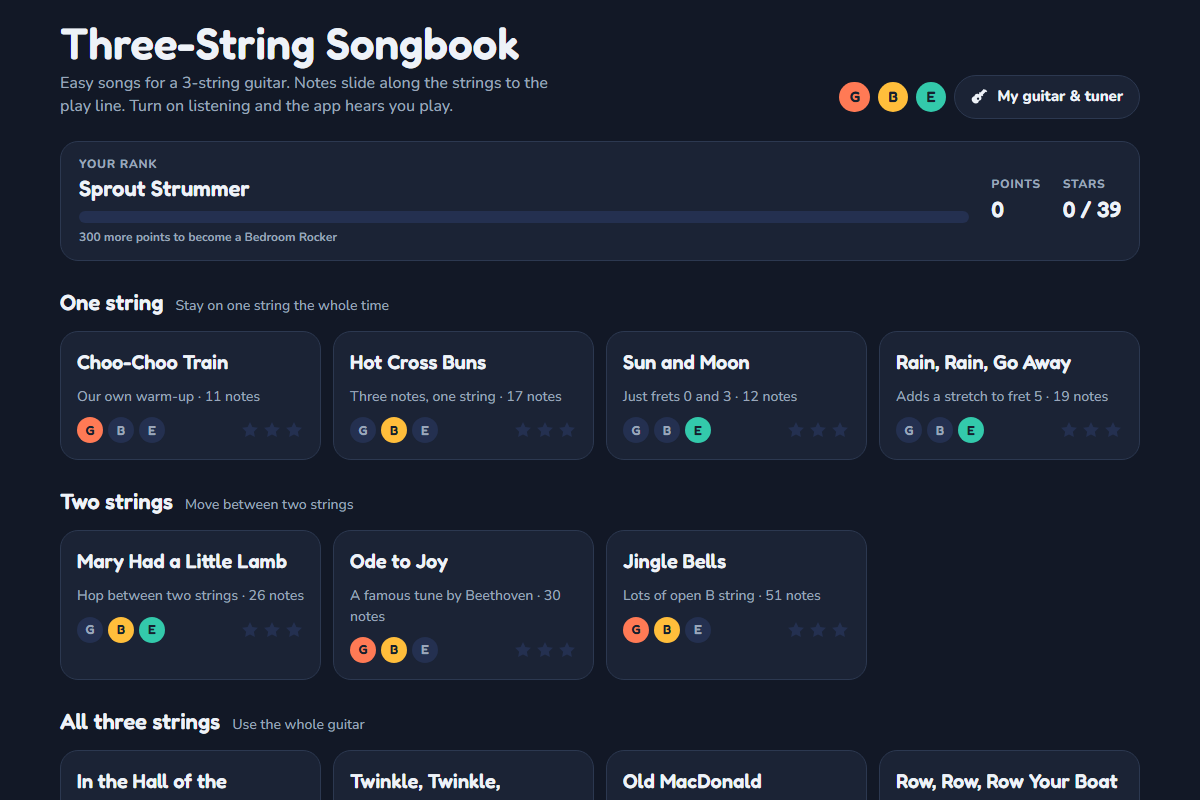 Three-String Songbook
Easy songs for a 3-string guitar. Notes slide along the strings to the
play line. Turn on listening and the app hears you play.
G B E My guitar & tuner
YOUR RANK
Sprout Strummer
300 more points to become a Bedroom Rocker
POINTS STARS
0 0 / 39
One string Stay on one string the whole time
Choo-Choo Train
Our own warm-up · 11 notes
G B E
Hot Cross Buns
Three notes, one string · 17 notes
G B E
Sun and Moon
Just frets 0 and 3 · 12 notes
G B E
Rain, Rain, Go Away
Adds a stretch to fret 5 · 19 notes
G B E
Two strings Move between two strings
Mary Had a Little Lamb
Hop between two strings · 26 notes
G B E
Ode to Joy
A famous tune by Beethoven · 30
notes
G B E
Jingle Bells
Lots of open B string · 51 notes
G B E
All three strings Use the whole guitar
In the Hall of the
Twinkle, Twinkle,
Old MacDonald
Row, Row, Row Your Boat